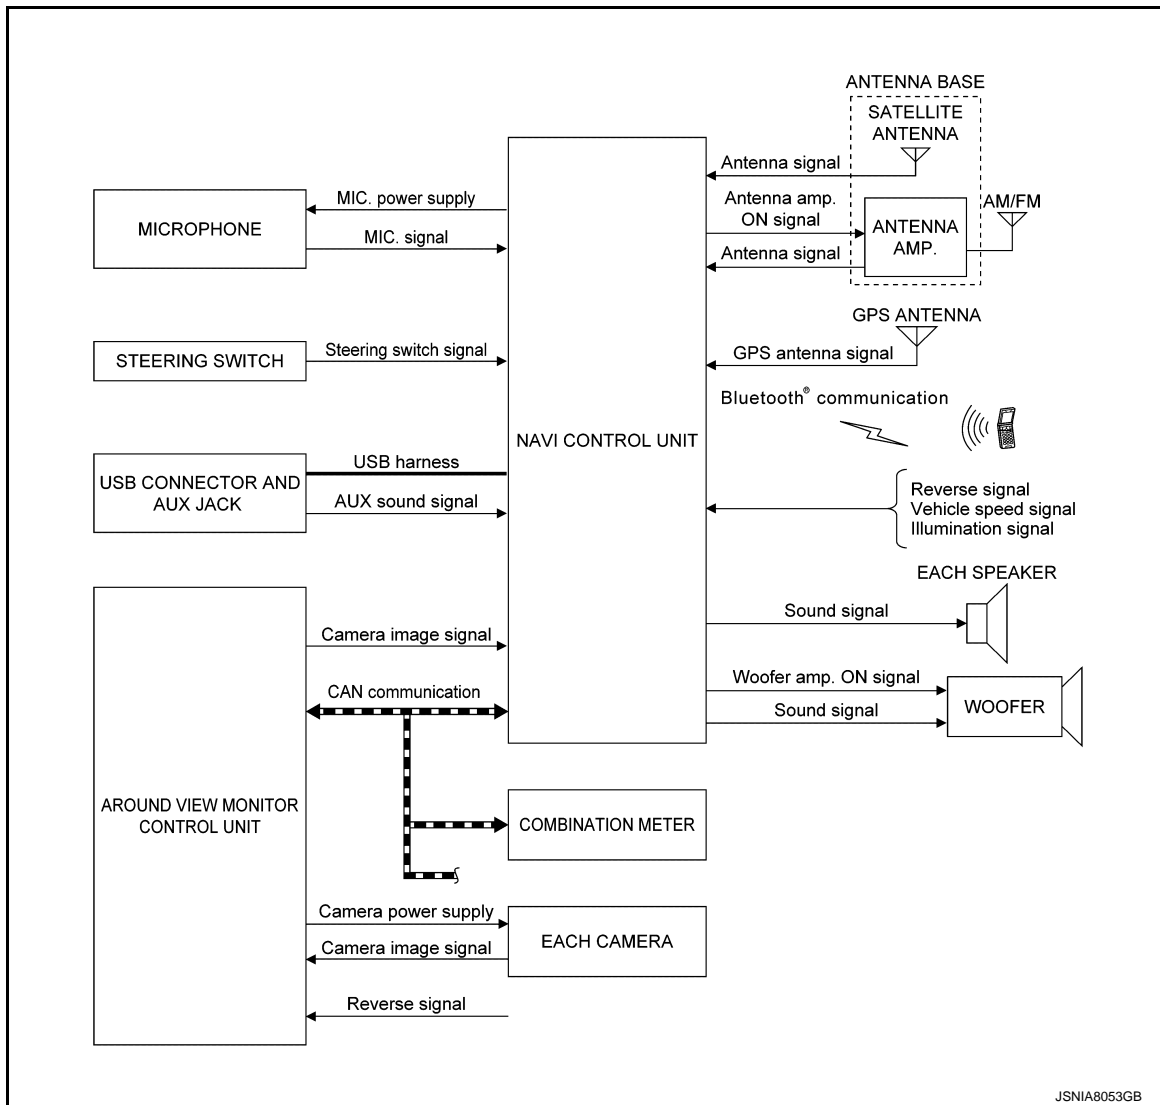 ANTENNA BASE
SATELLITE
ANTENNA
Antenna signal
MIC. power supply
Antenna amp.
ON signal
AM/FM
MICROPHONE
MIC. signal
ANTENNA
AMP.
Antenna signal
GPS ANTENNA
STEERING SWITCH
Steering switch signal
GPS antenna signal
Bluetooth® communication
NAVI CONTROL UNIT
USB harness
USB CONNECTOR AND
AUX JACK
AUX sound signal
Reverse signal
Vehicle speed signal
Illumination signal
EACH SPEAKER
Sound signal
Camera image signal
Woofer amp. ON signal
CAN communication
Sound signal
WOOFER
AROUND VIEW MONITOR
CONTROL UNIT
COMBINATION METER
Camera power supply
EACH CAMERA
Camera image signal
Reverse signal
JSNIA8053GB